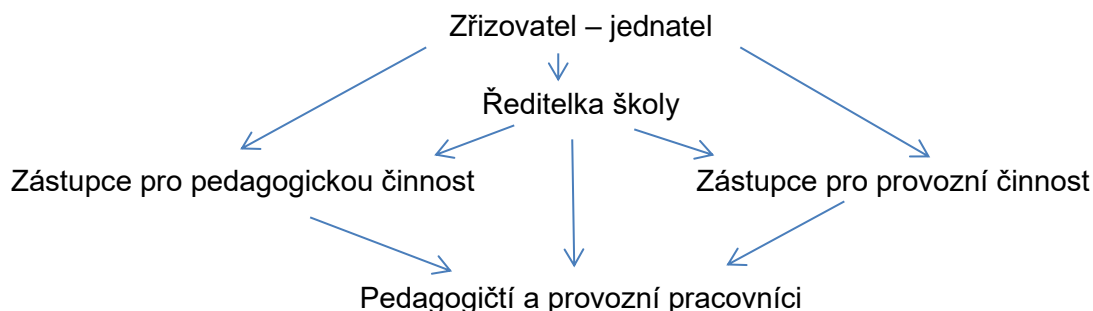 Zřizovatel – jednatel
Ředitelka školy
Zástupce pro pedagogickou činnost
Zástupce pro provozní činnost
Pedagogičtí a provozní pracovníci